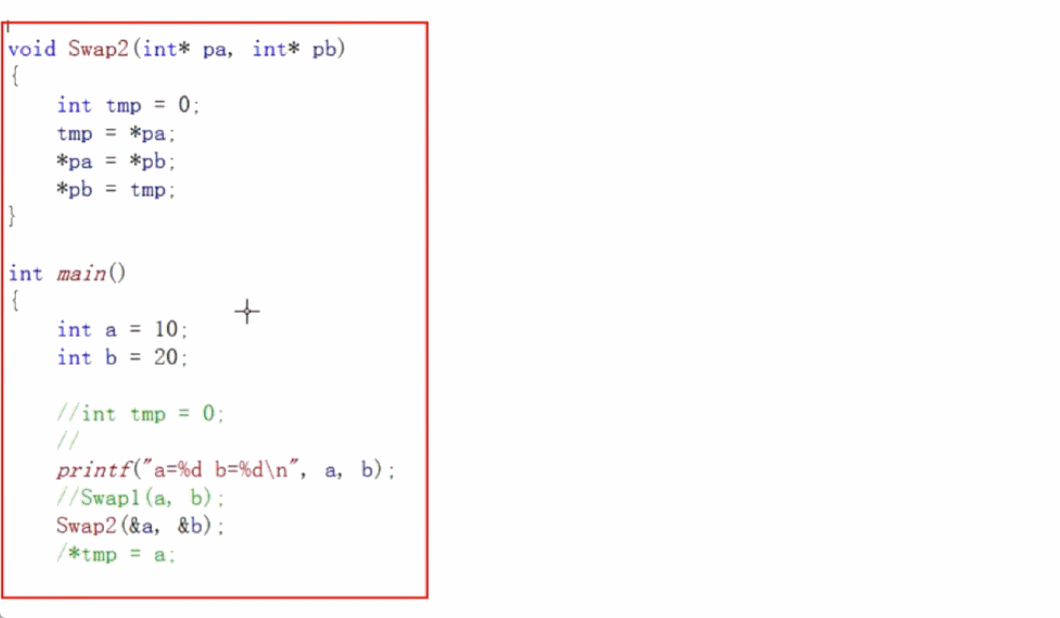 void Swap2(int* pa, int* pb)
{
int tmp = 0;
tmp = *pa;
*pa = *pb;
*pb = tmp;
}
int main()
{
int a = 10;
int b = 20;
//int tmp = 0;
//
printf("a=%d b=%d\n", a, b);
//Swap1(a, b);
Swap2(&a, &b);
/*tmp = a;